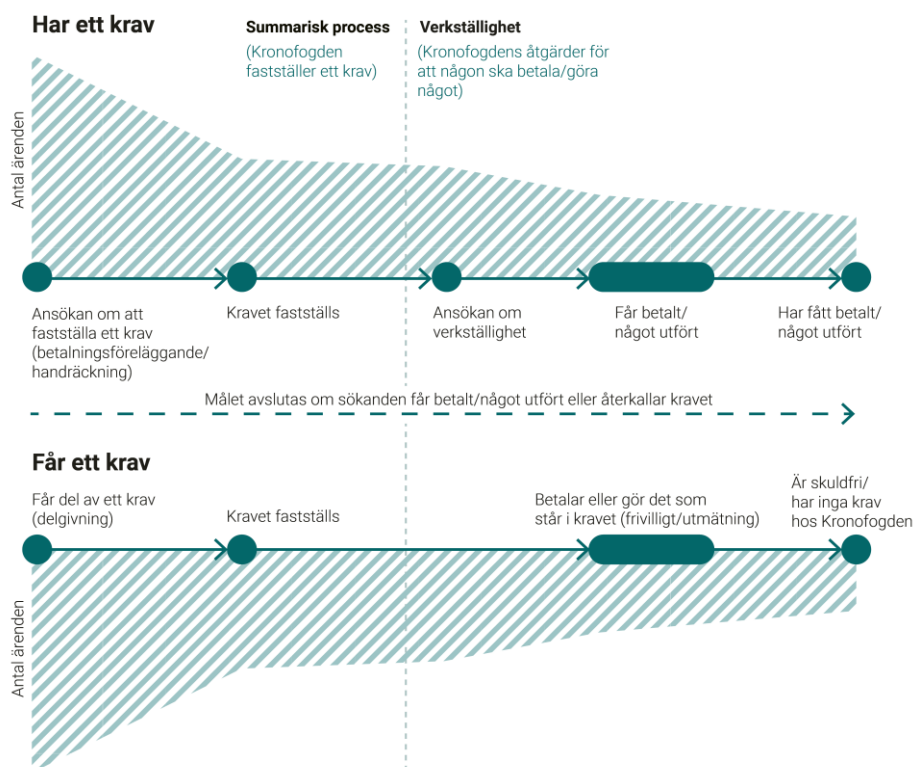 Har ett krav
Summarisk process
(Kronofogden
fastställer ett krav)
Verkställighet
(Kronofogdens åtgärder för
att någon ska betala/göra
något)
Antal ärenden
Ansökan om att
fastställa ett krav
(betalningsföreläggande/
handräckning)
Kravet fastställs
Ansökan om
verkställighet
Får betalt/
något utfört
Har fått betalt/
något utfört
Målet avslutas om sökanden får betalt/något utfört eller återkallar kravet
Får ett krav
Får del av ett krav
(delgivning)
Kravet fastställs
Betalar eller gör det som
står i kravet (frivilligt/utmätning)
Är skuldfri/
har inga krav
hos Kronofogden
Antal ärenden